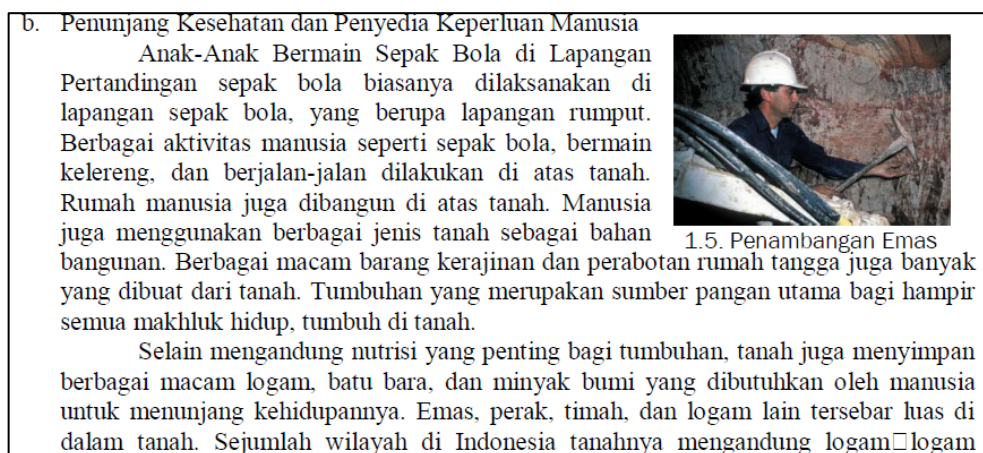 b. Penunjang Kesehatan dan Penyedia Keperluan Manusia
Anak-Anak Bermain Sepak Bola di Lapangan
Pertandingan sepak bola biasanya dilaksanakan di
lapangan sepak bola, yang berupa lapangan rumput.
Berbagai aktivitas manusia seperti sepak bola, bermain
kelereng, dan berjalan-jalan dilakukan di atas tanah.
Rumah manusia juga dibangun di atas tanah. Manusia
juga menggunakan berbagai jenis tanah sebagai bahan
1.5. Penambangan Emas
bangunan. Berbagai macam barang kerajinan dan perabotan rumah tangga juga banyak
yang dibuat dari tanah. Tumbuhan yang merupakan sumber pangan utama bagi hampir
semua makhluk hidup, tumbuh di tanah.
Selain mengandung nutrisi yang penting bagi tumbuhan, tanah juga menyimpan
berbagai macam logam, batu bara, dan minyak bumi yang dibutuhkan oleh manusia
untuk menunjang kehidupannya. Emas, perak, timah, dan logam lain tersebar luas di
dalam tanah. Sejumlah wilayah di Indonesia tanahnya mengandung logam□logam